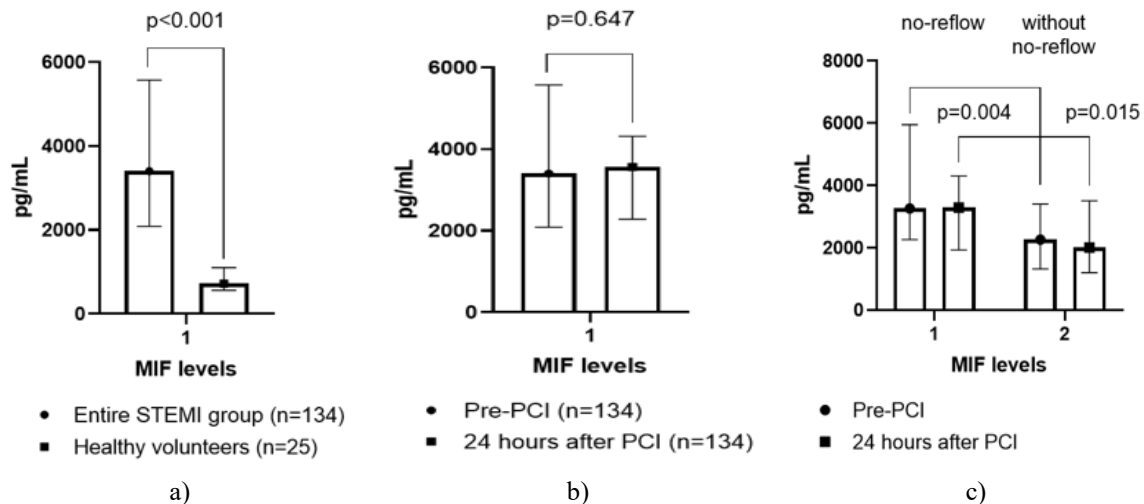 p<0.001
6000
4000
2000
0
pg/mL
1
MIF levels
Entire STEMI group (n=134)
Healthy volunteers (n=25)
a)
p=0.647
6000
4000
2000
0
pg/mL
1
MIF levels
Pre-PCI (n=134)
24 hours after PCI (n=134)
b)
no-reflow
without
no-reflow
8000
6000
4000
2000
0
pg/mL
p=0.004
p=0.015
1
2
MIF levels
Pre-PCI
24 hours after PCI
c)